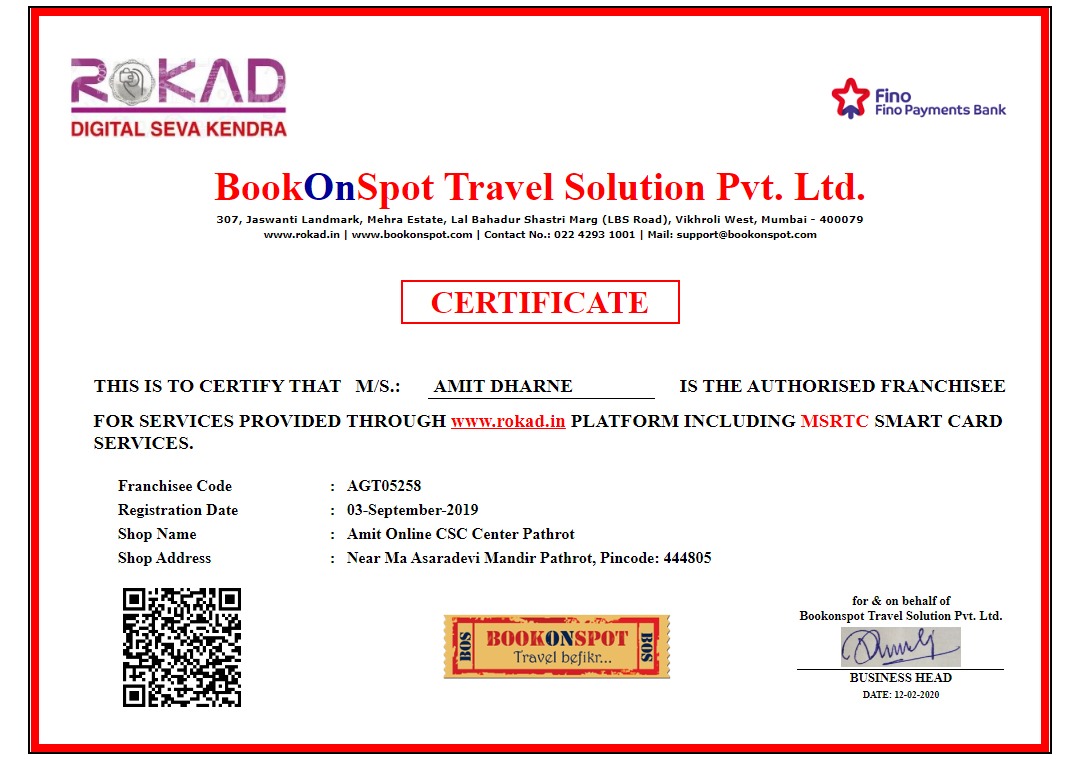 ROKAD
DIGITAL SEVA KENDRA
Fino
Fino Payments Bank
BookOnSpot Travel Solution Pvt. Ltd.
307, Jaswanti Landmark, Mehra Estate, Lal Bahadur Shastri Marg (LBS Road), Vikhroli West, Mumbai - 400079
www.rokad.in | www.bookonspot.com | Contact No.: 022 4293 1001 | Mail: support@bookonspot.com
CERTIFICATE
THIS IS TO CERTIFY THAT M/S.: AMIT DHARNE IS THE AUTHORISED FRANCHISEE
FOR SERVICES PROVIDED THROUGH www.rokad.in PLATFORM INCLUDING MSRTC SMART CARD
SERVICES.
Franchisee Code : AGT05258
Registration Date : 03-September-2019
Shop Name : Amit Online CSC Center Pathrot
Shop Address : Near Ma Asaradevi Mandir Pathrot, Pincode: 444805
BOS BOOKONSPOT BOS
Travel befikr...
for & on behalf of
Bookonspot Travel Solution Pvt. Ltd.
BUSINESS HEAD
DATE: 12-02-2020